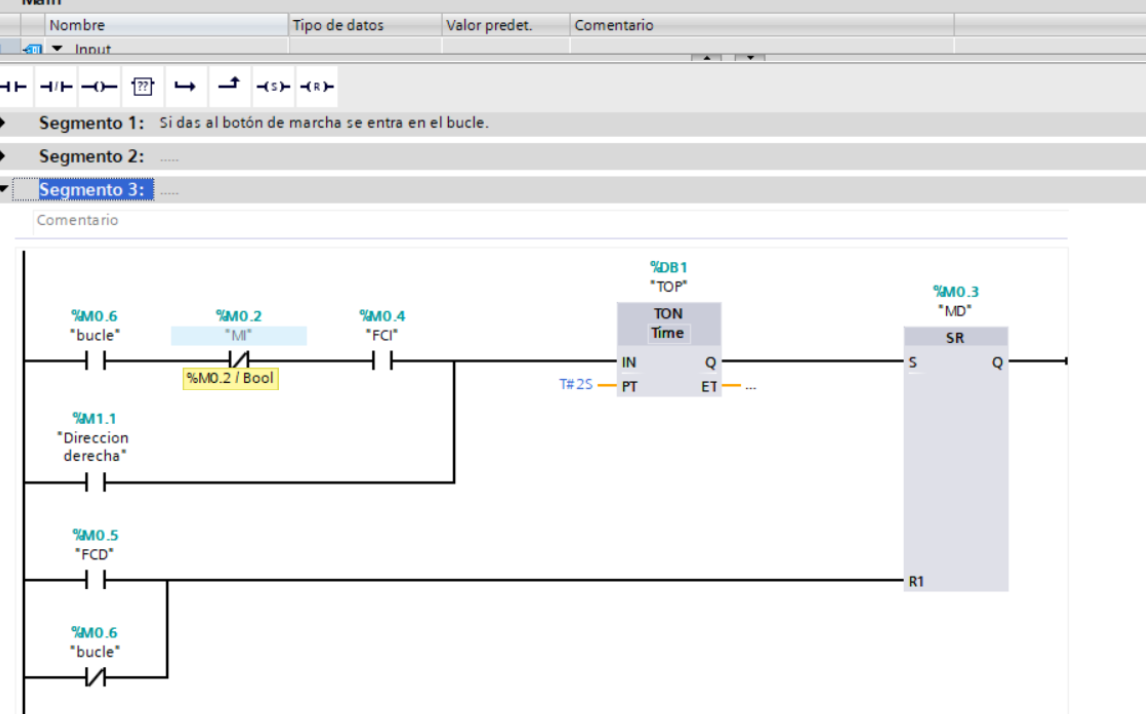 Main
Nombre Tipo de datos Valor predet. Comentario
Input
??
S R
Segmento 1: Si das al botón de marcha se entra en el bucle.
Segmento 2: .....
Segmento 3: .....
Comentario
%DB1
"TOP"
%M0.3
"MD"
%M0.6 %M0.2 %M0.4
"bucle" "MI" "FCI"
TON
Time
SR
IN Q
S Q
%M0.2 / Bool
T#2S PT ET ...
%M1.1
"Direccion
derecha"
%M0.5
"FCD"
R1
%M0.6
"bucle"